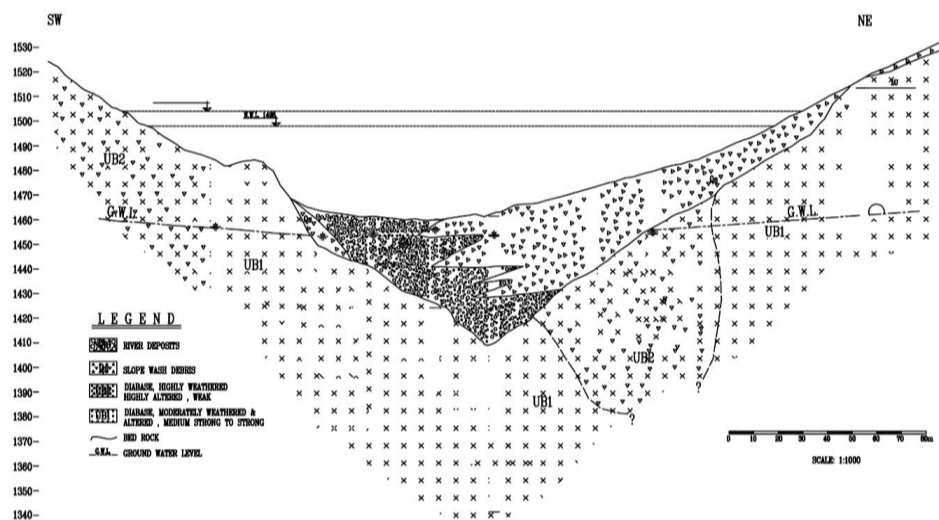 SW
NE
1530
1520
1510
1500
1490
1480
1470
1460
1450
1440
1430
1420
1410
1400
1390
1380
1370
1360
1350
1340
UB2
G.W.L.
G.W.L.
UB1
UB1
UB2
UB1
?
?
LEGEND
RIVER DEPOSITS
SLOPE WASH DEBRIS
DIABASE, HIGHLY WEATHERED
HIGHLY ALTERED , WEAK
UB1
DIABASE, MODERATELY WEATHERED &
ALTERED , MEDIUM STRONG TO STRONG
BED ROCK
G.W.L.
GROUND WATER LEVEL
0 10 20 30 40 50 60 70 80m
SCALE: 1:1000